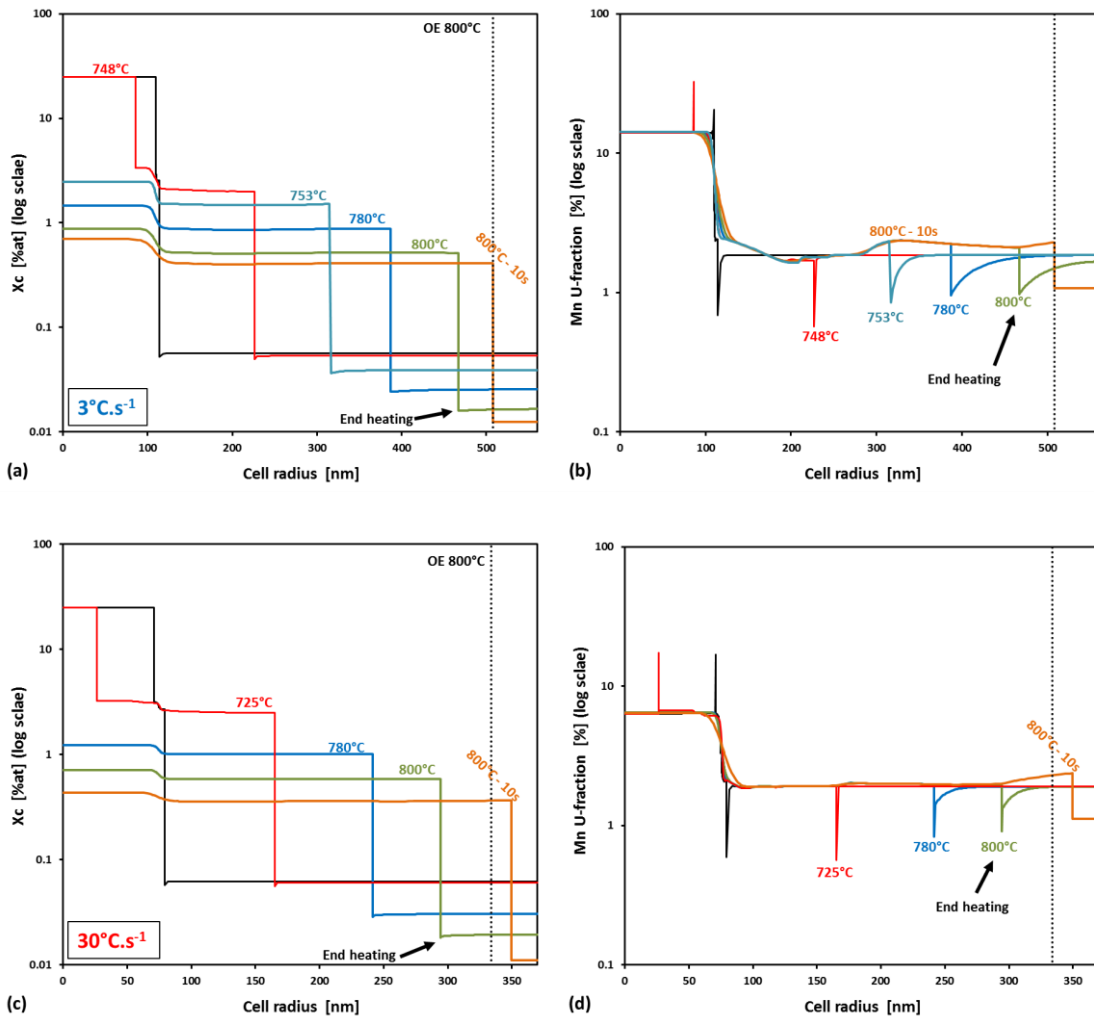 100
OE 800°C
748°C
10
Xc [%at] (log sclae)
1
753°C
780°C
800°C
800°C - 10s
0.1
3°C.s-1
End heating
0.01
0 100 200 300 400 500
(a)
Cell radius [nm]
100
10
Mn U-fraction [%] (log sclae)
800°C - 10s
1
748°C
753°C
780°C
800°C
End heating
0.1
0 100 200 300 400 500
(b)
Cell radius [nm]
100
OE 800°C
10
Xc [%at] (log sclae)
725°C
1
780°C
800°C
800°C - 10s
0.1
30°C.s-1
End heating
0.01
0 50 100 150 200 250 300 350
(c)
Cell radius [nm]
100
10
Mn U-fraction [%] (log sclae)
800°C - 10s
1
725°C
780°C
800°C
End heating
0.1
0 50 100 150 200 250 300 350
(d)
Cell radius [nm]